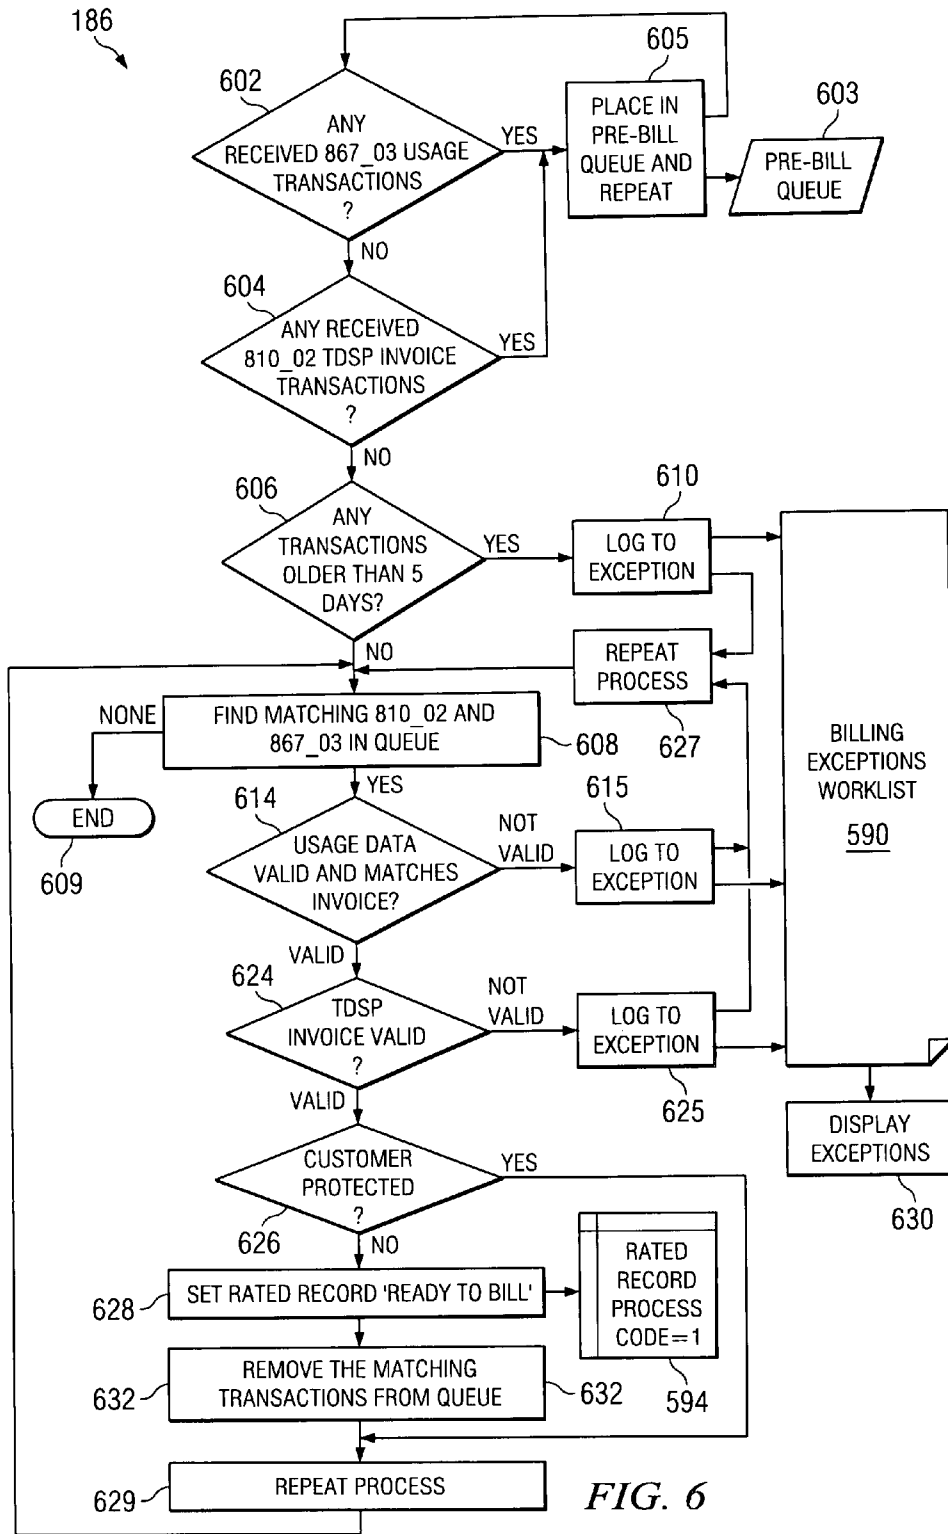 186
602
ANY
RECEIVED 867_03 USAGE
TRANSACTIONS
?
YES
605
PLACE IN
PRE-BILL
QUEUE AND
REPEAT
603
PRE-BILL
QUEUE
NO
604
ANY RECEIVED
810_02 TDSP INVOICE
TRANSACTIONS
?
YES
NO
606
ANY
TRANSACTIONS
OLDER THAN 5
DAYS?
YES
610
LOG TO
EXCEPTION
NO
REPEAT
PROCESS
627
NONE
FIND MATCHING 810_02 AND
867_03 IN QUEUE
608
BILLING
EXCEPTIONS
WORKLIST
590
END
609
YES
614
USAGE DATA
VALID AND MATCHES
INVOICE?
NOT
VALID
615
LOG TO
EXCEPTION
VALID
624
TDSP
INVOICE VALID
?
NOT
VALID
LOG TO
EXCEPTION
625
VALID
DISPLAY
EXCEPTIONS
630
CUSTOMER
PROTECTED
?
626
YES
NO
628
SET RATED RECORD 'READY TO BILL'
RATED
RECORD
PROCESS
CODE=1
594
632
REMOVE THE MATCHING
TRANSACTIONS FROM QUEUE
632
629
REPEAT PROCESS
FIG. 6